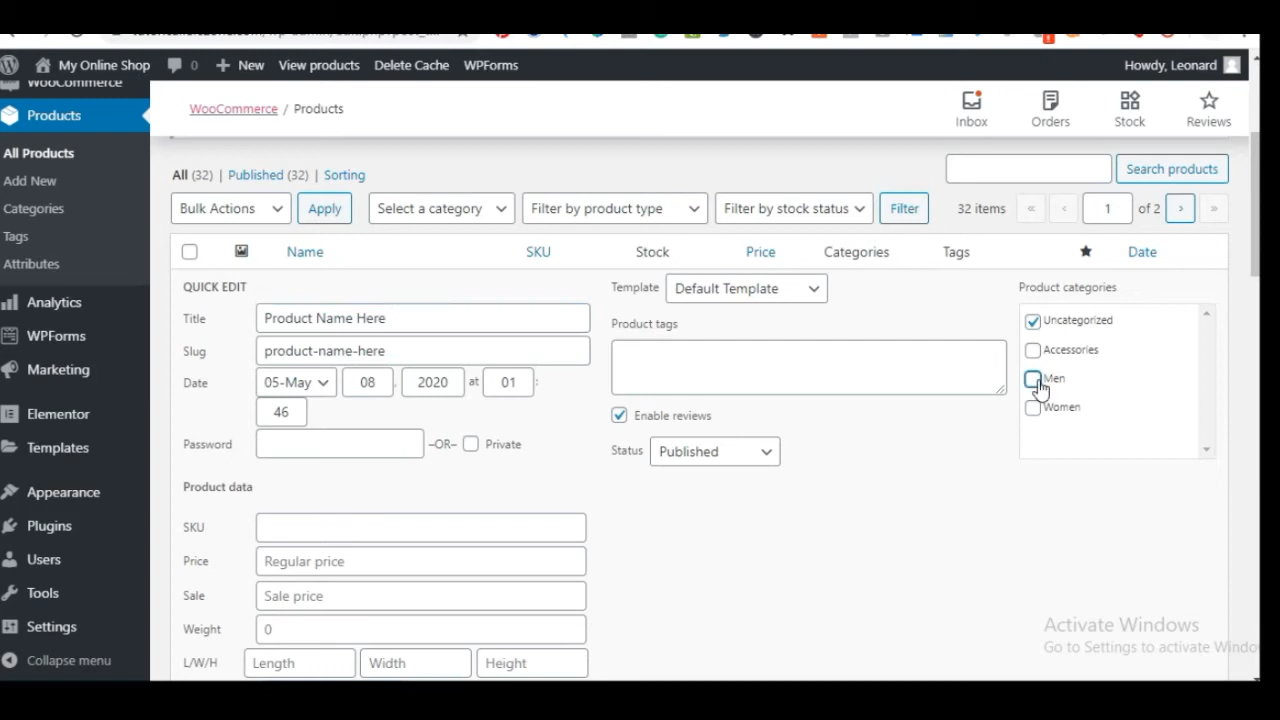 My Online Shop 0 New View products Delete Cache WPForms Howdy, Leonard
WooCommerce
Products
All Products
Add New
Categories
Tags
Attributes
Analytics
WPForms
Marketing
Elementor
Templates
Appearance
Plugins
Users
Tools
Settings
Collapse menu
WooCommerce / Products
Inbox Orders Stock Reviews
All (32) | Published (32) | Sorting
Search products
Bulk Actions Apply Select a category Filter by product type Filter by stock status Filter 32 items « ‹ 1 of 2 › »
Name SKU Stock Price Categories Tags Date
QUICK EDIT
Title Product Name Here
Slug product-name-here
Date 05-May 08 , 2020 at 01 :
46
Password –OR– Private
Template Default Template
Product tags
Enable reviews
Status Published
Product categories
Uncategorized
Accessories
Men
Women
Product data
SKU
Price Regular price
Sale Sale price
Weight 0
L/W/H Length Width Height
Activate Windows
Go to Settings to activate Windo